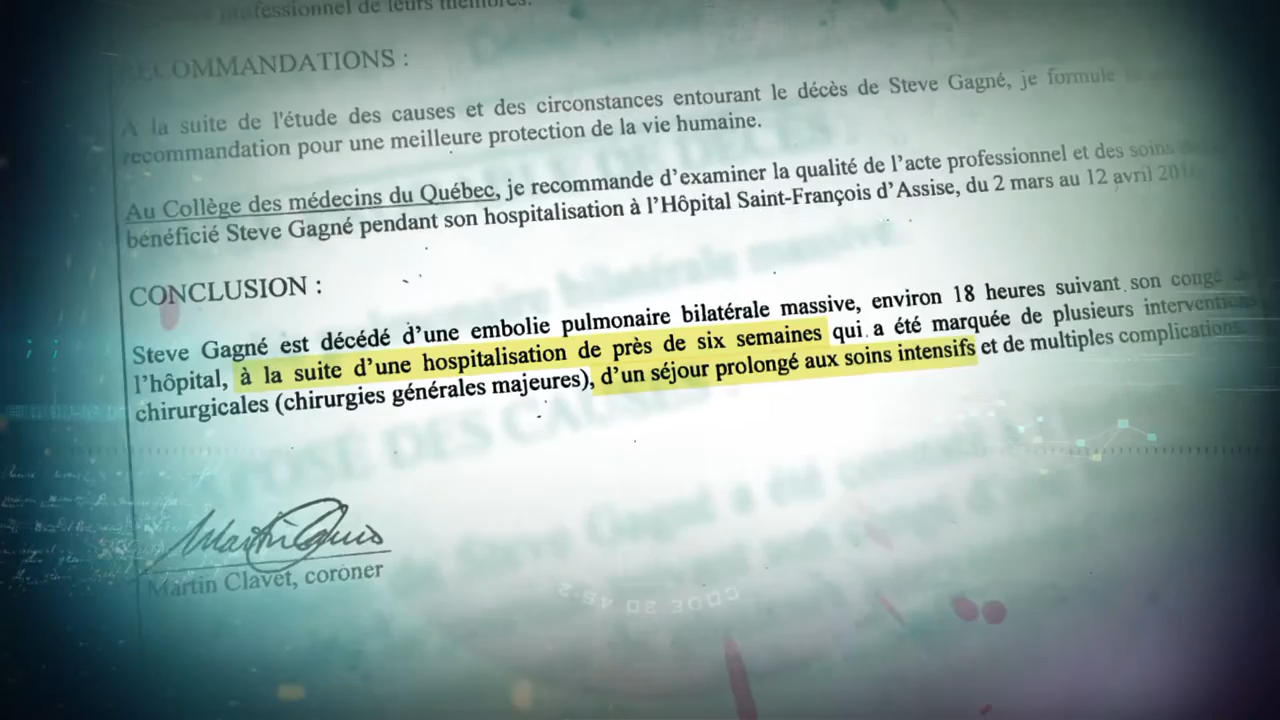 professionnel de leurs membres.
RECOMMANDATIONS :
À la suite de l'étude des causes et des circonstances entourant le décès de Steve Gagné, je formule
recommandation pour une meilleure protection de la vie humaine.
Au Collège des médecins du Québec, je recommande d'examiner la qualité de l'acte professionnel et des soins
bénéficié Steve Gagné pendant son hospitalisation à l'Hôpital Saint-François d'Assise, du 2 mars au 12 avril
CONCLUSION :
Steve Gagné est décédé d'une embolie pulmonaire bilatérale massive, environ 18 heures suivant son congé
l'hôpital, à la suite d'une hospitalisation de près de six semaines qui a été marquée de plusieurs interventions
chirurgicales (chirurgies générales majeures), d'un séjour prolongé aux soins intensifs et de multiples complications.
Martin Clavet, coroner